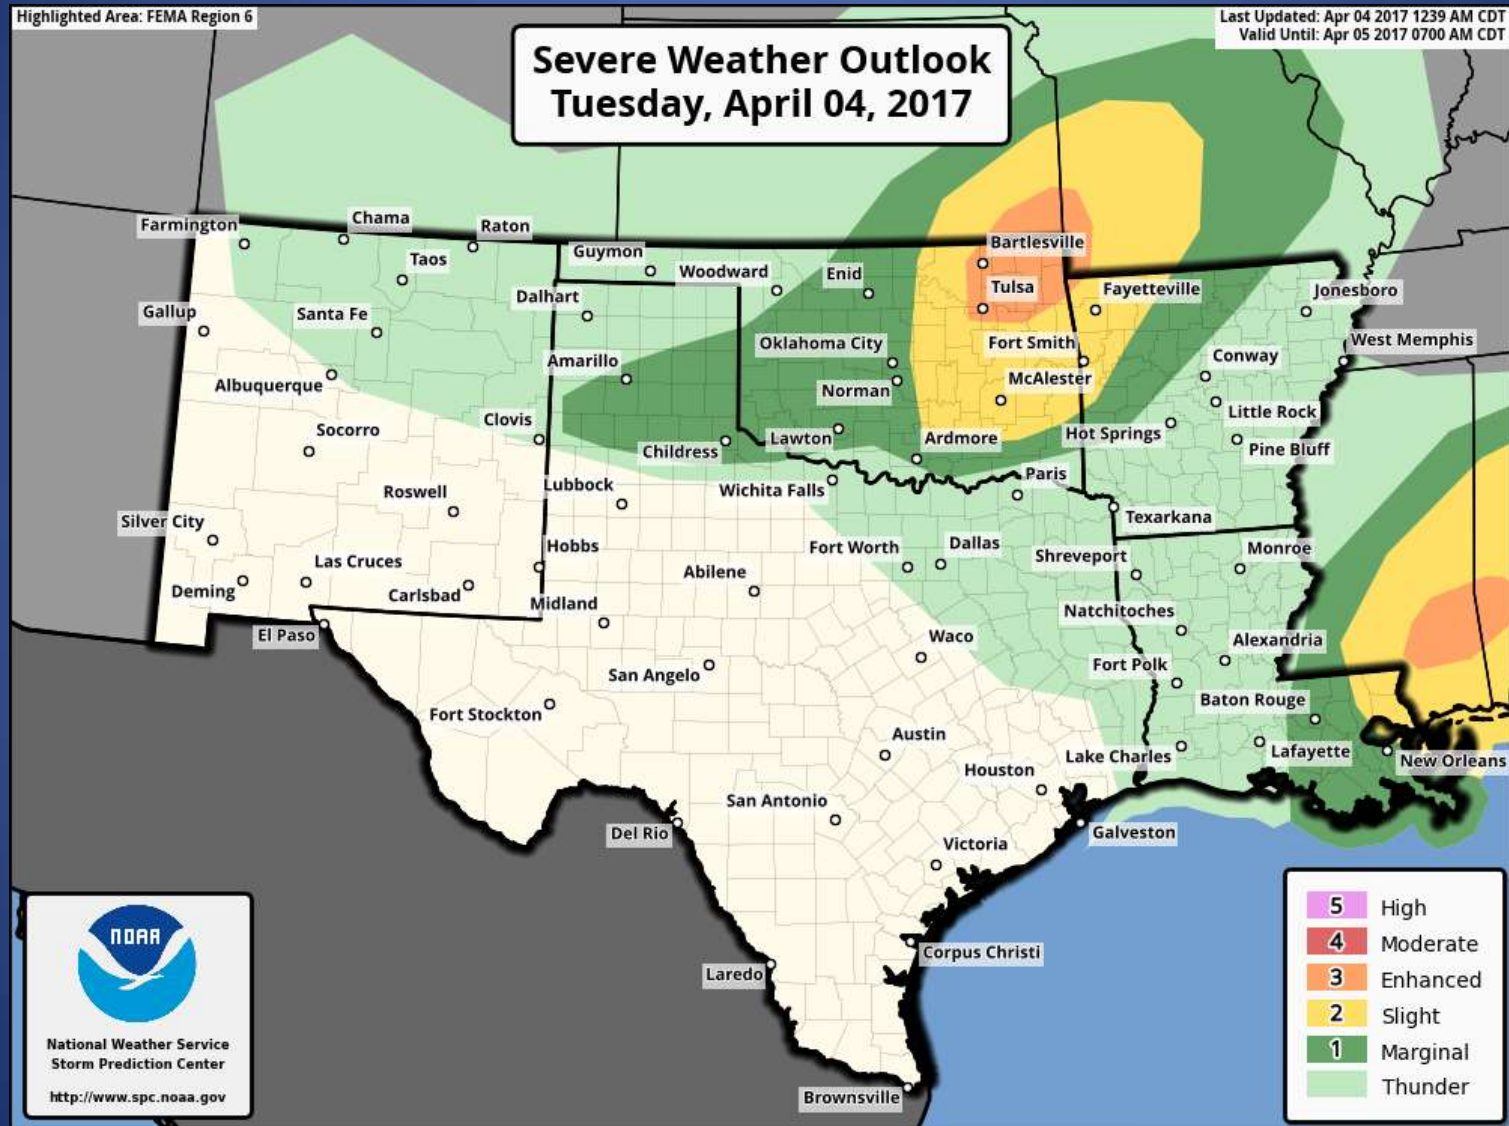 Highlighted Area: FEMA Region 6
Last Updated: Apr 04 2017 1239 AM CDT
Valid Until: Apr 05 2017 0700 AM CDT
Severe Weather Outlook
Tuesday, April 04, 2017
Farmington
Chama
Raton
Guymon
Bartlesville
Taos
Woodward
Enid
Tulsa
Fayetteville
Jonesboro
Dalhart
Gallup
Santa Fe
Oklahoma City
Fort Smith
West Memphis
Amarillo
Conway
Albuquerque
Norman
McAlester
Little Rock
Clovis
Socorro
Childress
Lawton
Ardmore
Hot Springs
Pine Bluff
Lubbock
Paris
Roswell
Wichita Falls
Silver City
Texarkana
Hobbs
Fort Worth
Dallas
Shreveport
Monroe
Las Cruces
Abilene
Deming
Carlsbad
Midland
Natchitoches
El Paso
Waco
Alexandria
San Angelo
Fort Polk
Fort Stockton
Baton Rouge
Austin
Lake Charles
Lafayette
New Orleans
Houston
San Antonio
Del Rio
Galveston
Victoria
Corpus Christi
Laredo
Brownsville
NOAA
National Weather Service
Storm Prediction Center
http://www.spc.noaa.gov
5 High
4 Moderate
3 Enhanced
2 Slight
1 Marginal
Thunder